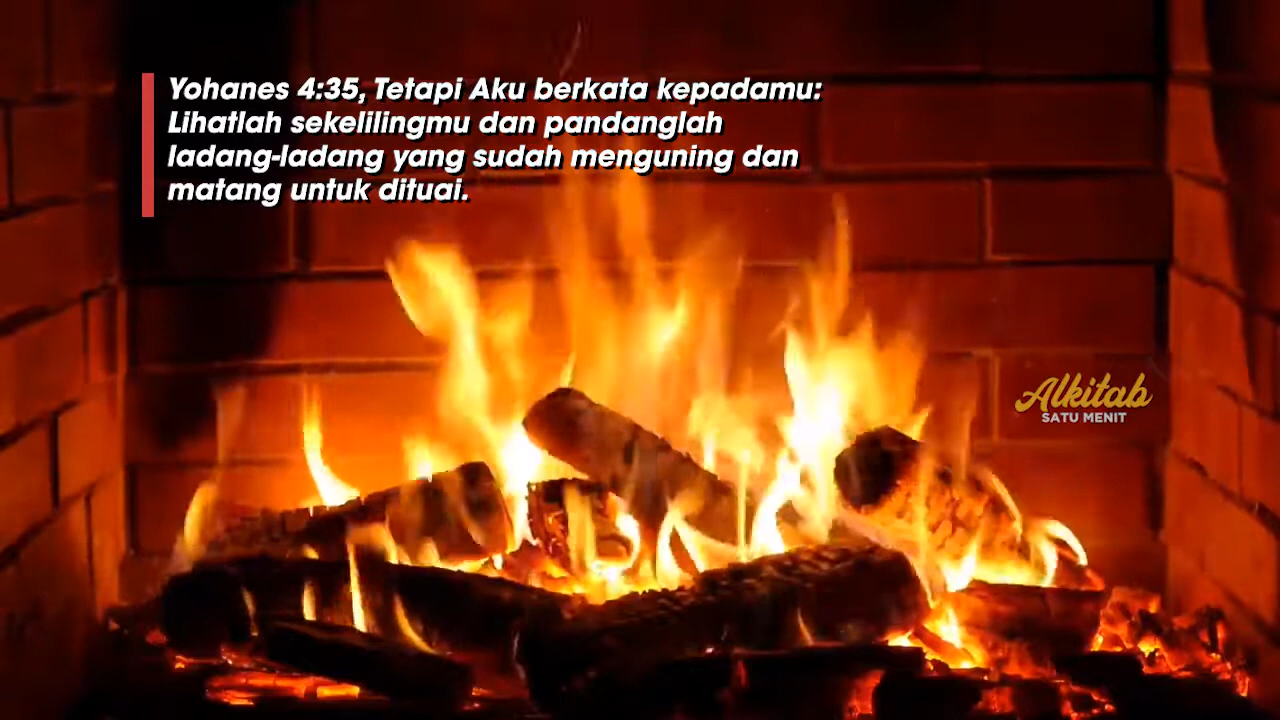 Yohanes 4:35, Tetapi Aku berkata kepadamu:
Lihatlah sekelilingmu dan pandanglah
ladang-ladang yang sudah menguning dan
matang untuk dituai.
Alkitab
SATU MENIT